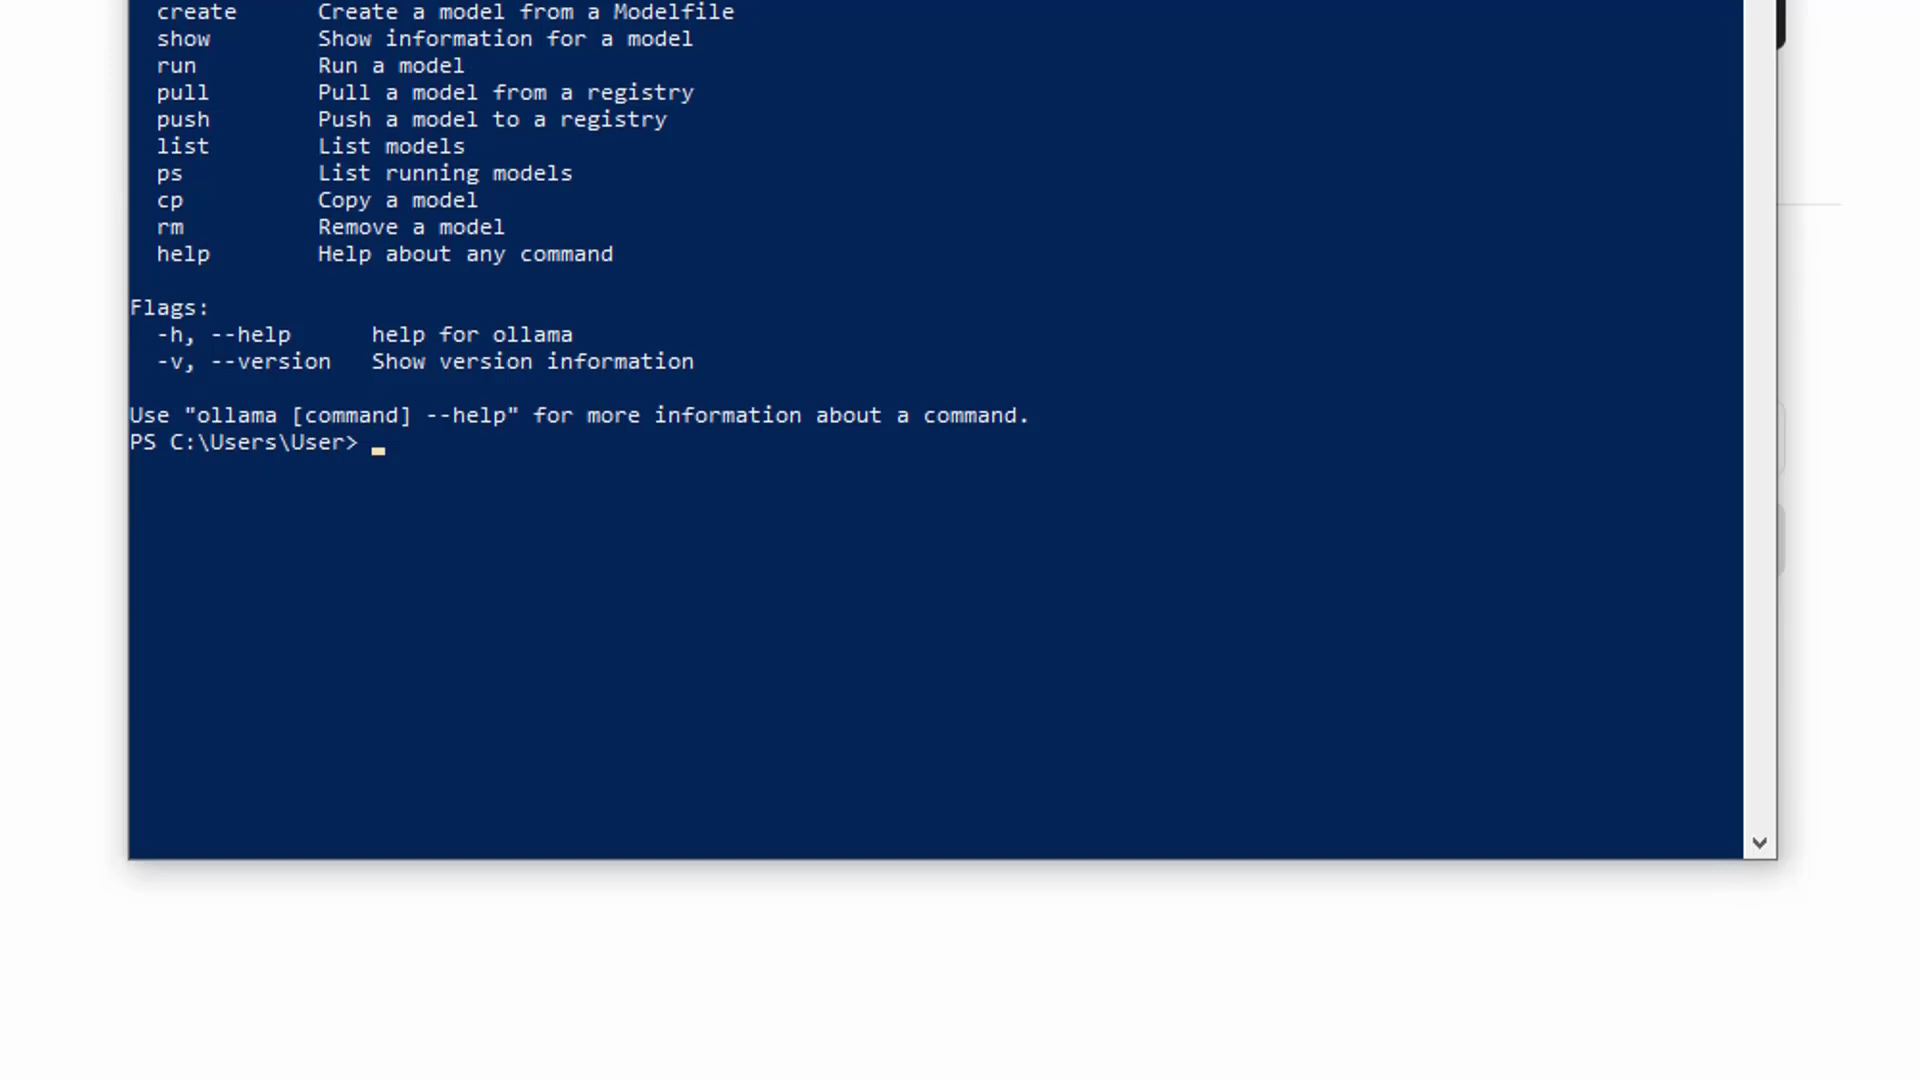 create      Create a model from a Modelfile
show        Show information for a model
run         Run a model
pull        Pull a model from a registry
push        Push a model to a registry
list        List models
ps          List running models
cp          Copy a model
rm          Remove a model
help        Help about any command
Flags:
-h, --help      help for ollama
-v, --version   Show version information
Use "ollama [command] --help" for more information about a command.
PS C:\Users\User>